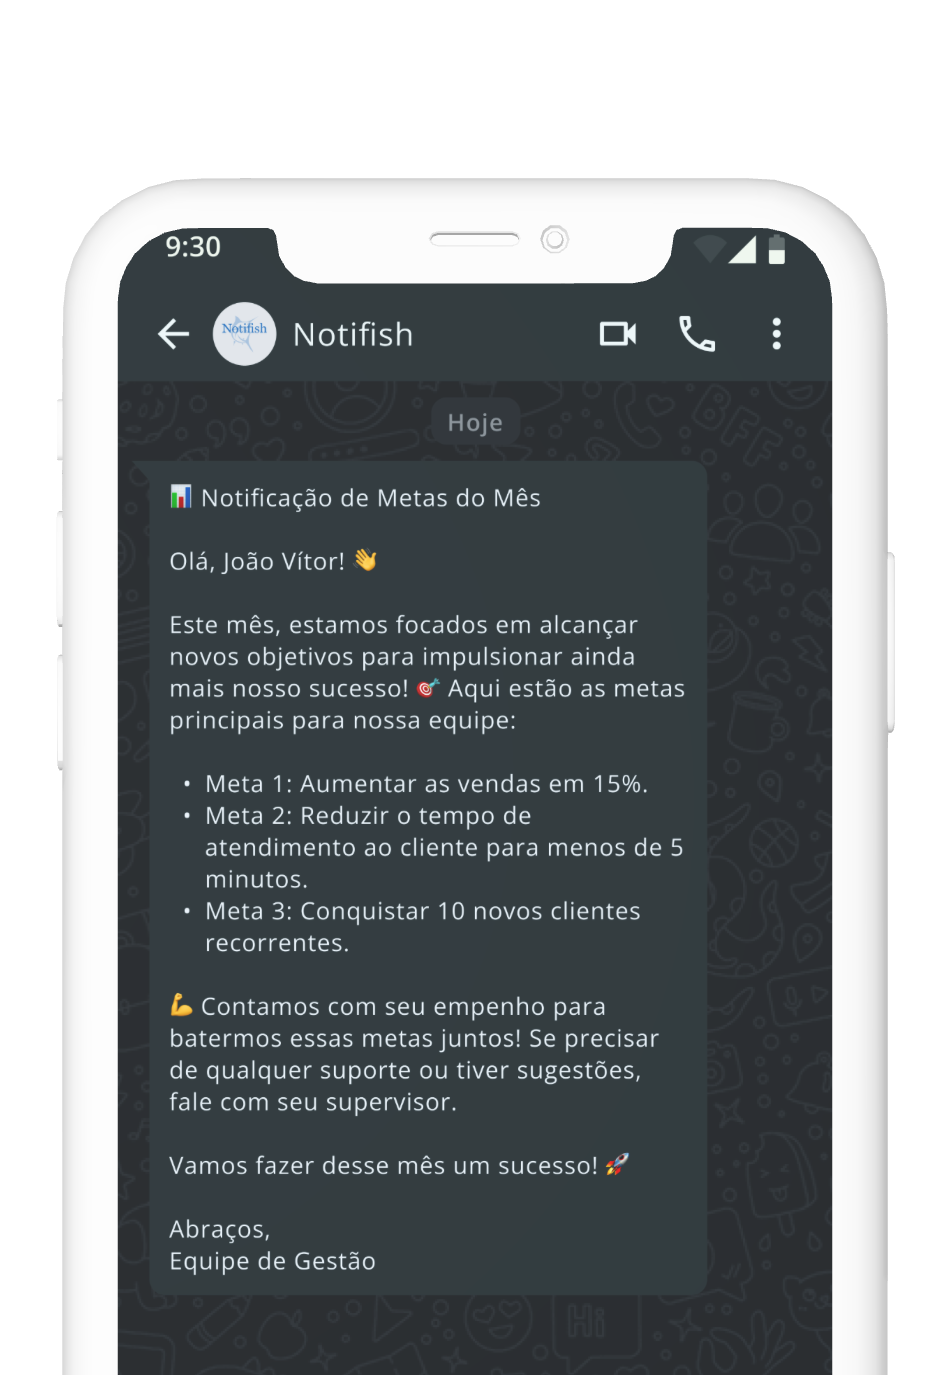 9:30
Notifish
Notifish
Hoje
📊 Notificação de Metas do Mês
Olá, João Vítor! 👋
Este mês, estamos focados em alcançar
novos objetivos para impulsionar ainda
mais nosso sucesso! 🎯 Aqui estão as metas
principais para nossa equipe:
• Meta 1: Aumentar as vendas em 15%.
• Meta 2: Reduzir o tempo de
atendimento ao cliente para menos de 5
minutos.
• Meta 3: Conquistar 10 novos clientes
recorrentes.
💪 Contamos com seu empenho para
batermos essas metas juntos! Se precisar
de qualquer suporte ou tiver sugestões,
fale com seu supervisor.
Vamos fazer desse mês um sucesso! 🚀
Abraços,
Equipe de Gestão
BFF
Hi